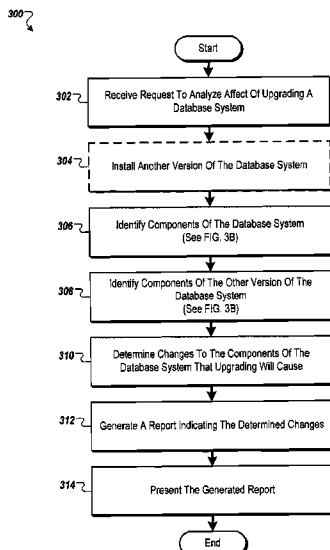 300
Start
302
Receive Request To Analyze Affect Of Upgrading A
Database System
304
Install Another Version Of The Database System
306
Identify Components Of The Database System
(See FIG. 3B)
308
Identify Components Of The Other Version Of The
Database System
(See FIG. 3B)
310
Determine Changes To The Components Of The
Database System That Upgrading Will Cause
312
Generate A Report Indicating The Determined Changes
314
Present The Generated Report
End